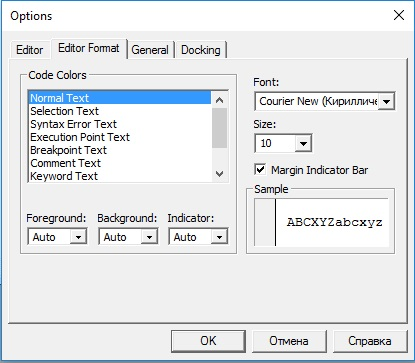 Options
Editor
Editor Format
General
Docking
Code Colors
Normal Text
Selection Text
Syntax Error Text
Execution Point Text
Breakpoint Text
Comment Text
Keyword Text
Foreground:
Background:
Indicator:
Auto
Auto
Auto
Font:
Courier New (Кирилличе
Size:
10
Margin Indicator Bar
Sample
ABCXYZabcxyz
OK
Отмена
Справка